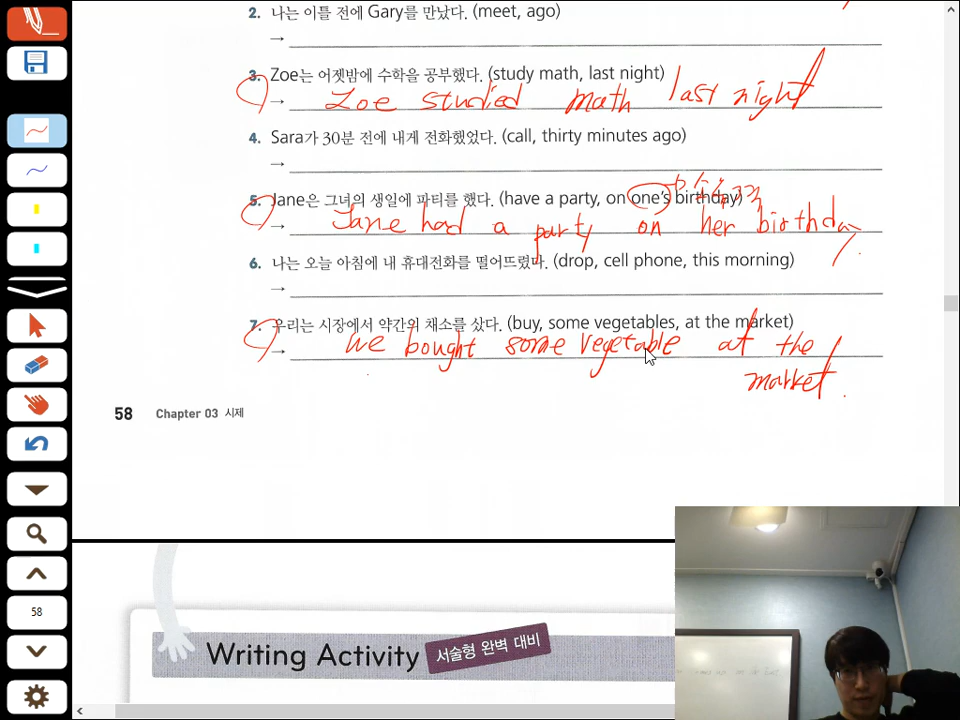 2. 나는 이틀 전에 Gary를 만났다. (meet, ago)
→
3. Zoe는 어젯밤에 수학을 공부했다. (study math, last night)
→ Zoe studied math last night
4. Sara가 30분 전에 내게 전화했었다. (call, thirty minutes ago)
→
소유격
5. Jane은 그녀의 생일에 파티를 했다. (have a party, on one's birthday)
→ Jane had a party on her birthday.
6. 나는 오늘 아침에 내 휴대전화를 떨어뜨렸다. (drop, cell phone, this morning)
→
7. 우리는 시장에서 약간의 채소를 샀다. (buy, some vegetables, at the market)
→ We bought some vegetable at the
market.
58 Chapter 03 시제
58
Writing Activity 서술형 완벽 대비